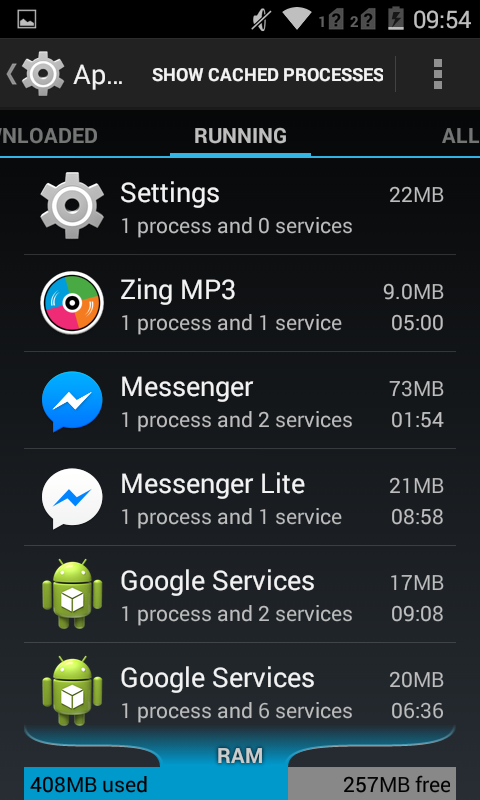 1 ? 2 ? 09:54
Ap... SHOW CACHED PROCESSES
NLOADED RUNNING ALL
Settings 22MB
1 process and 0 services
Zing MP3 9.0MB
1 process and 1 service 05:00
Messenger 73MB
1 process and 2 services 01:54
Messenger Lite 21MB
1 process and 1 service 08:58
Google Services 17MB
1 process and 2 services 09:08
Google Services 20MB
1 process and 6 services 06:36
RAM
408MB used 257MB free